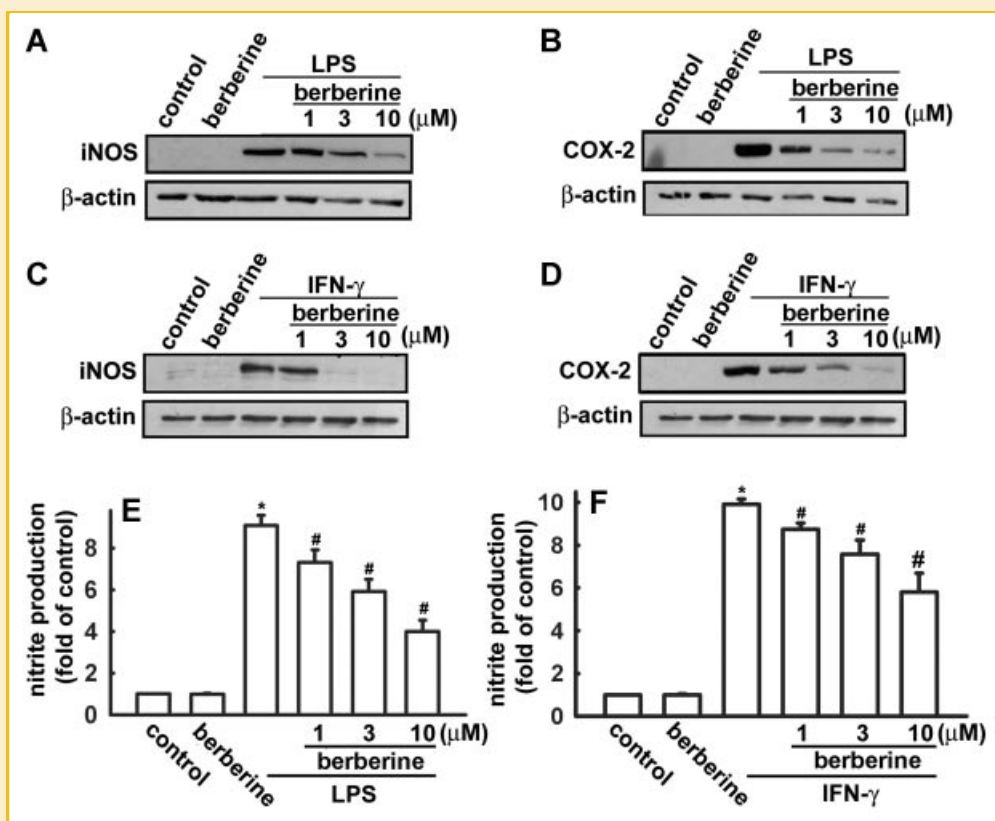 A
control
berberine
LPS
berberine
1 3 10 (μM)
iNOS
β-actin
B
control
berberine
LPS
berberine
1 3 10 (μM)
COX-2
β-actin
C
control
berberine
IFN-γ
berberine
1 3 10 (μM)
iNOS
β-actin
D
control
berberine
IFN-γ
berberine
1 3 10 (μM)
COX-2
β-actin
E
nitrite production
(fold of control)
8
6
4
2
0
*
#
#
#
control
berberine
1 3 10 (μM)
berberine
LPS
F
nitrite production
(fold of control)
10
8
6
4
2
0
*
#
#
#
control
berberine
1 3 10 (μM)
berberine
IFN-γ